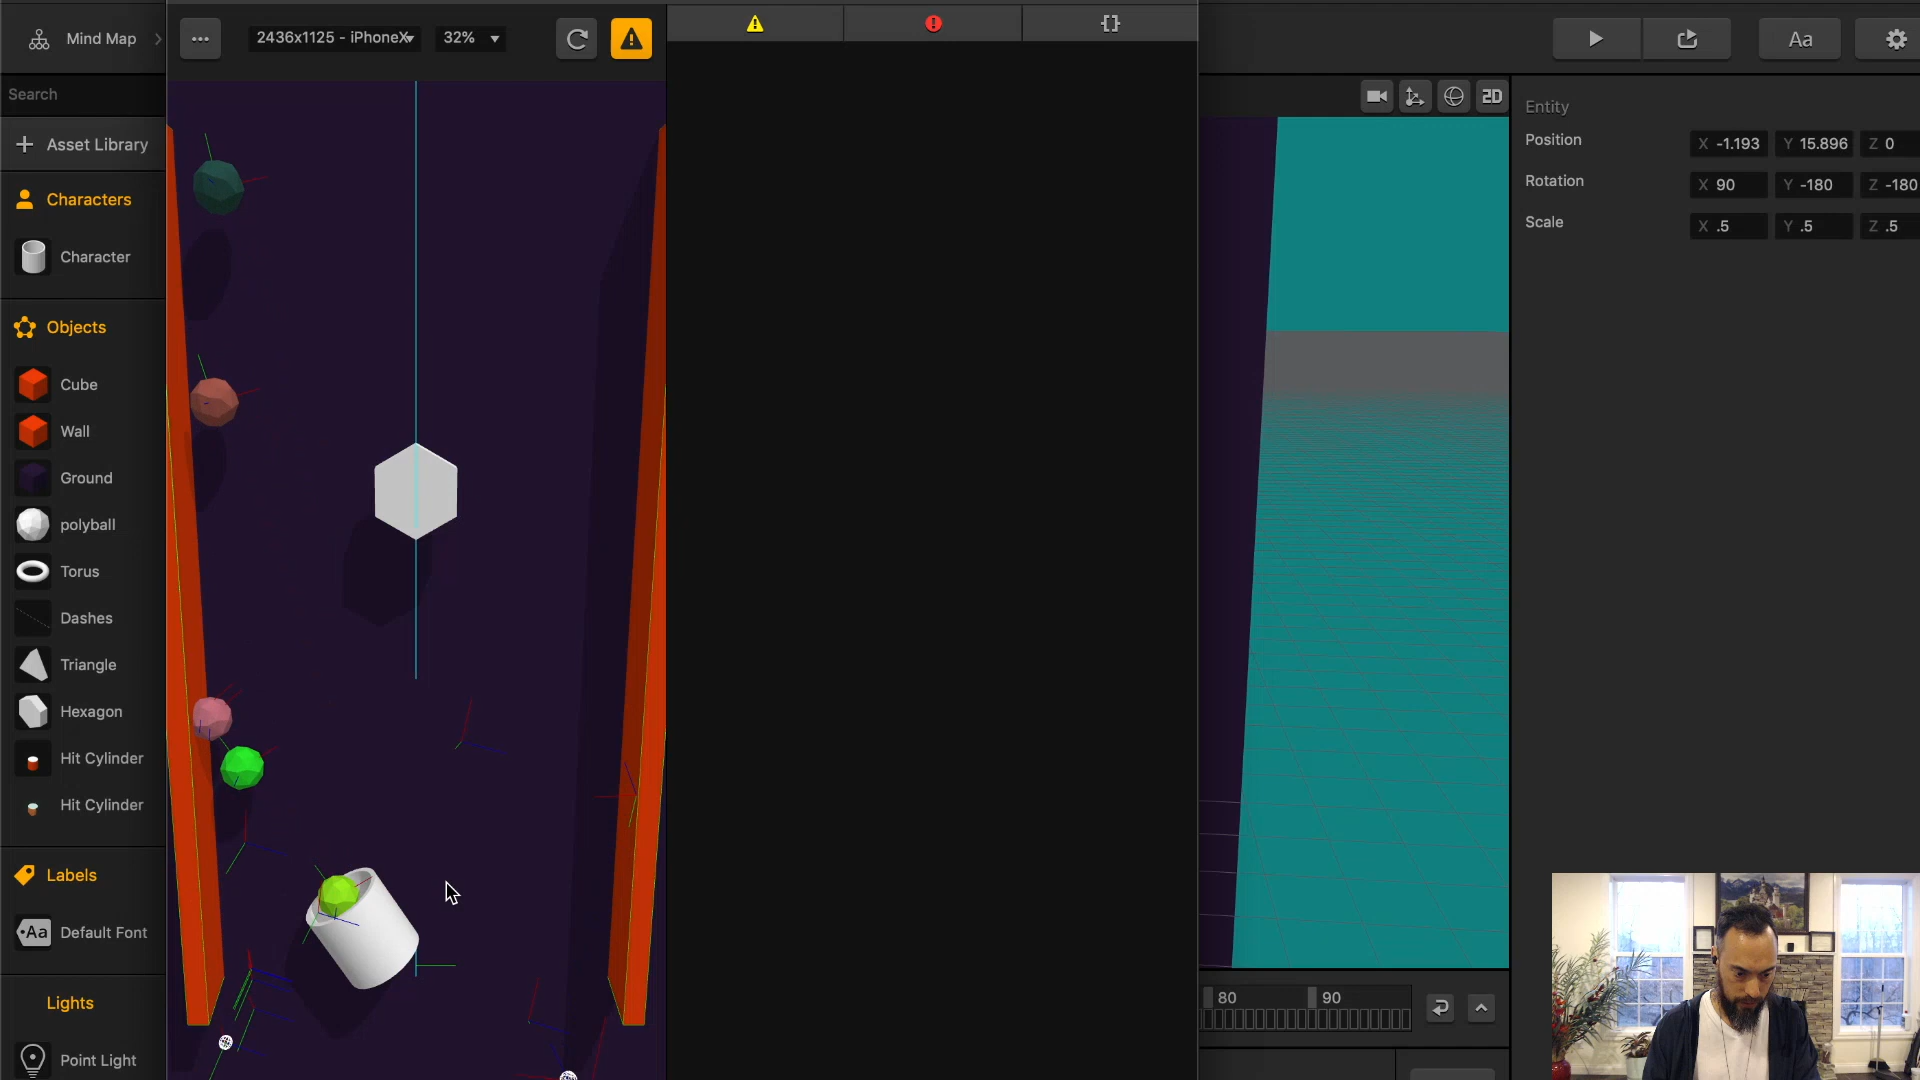 Mind Map
Search
Asset Library
Characters
Character
Objects
Cube
Wall
Ground
polyball
Torus
Dashes
Triangle
Hexagon
Hit Cylinder
Hit Cylinder
Labels
Aa Default Font
Lights
Point Light
... 2436x1125 - iPhoneX 32%
{}
Aa
2D
Entity
Position X -1.193 Y 15.896 Z 0
Rotation X 90 Y -180 Z -180
Scale X .5 Y .5 Z .5
80 90